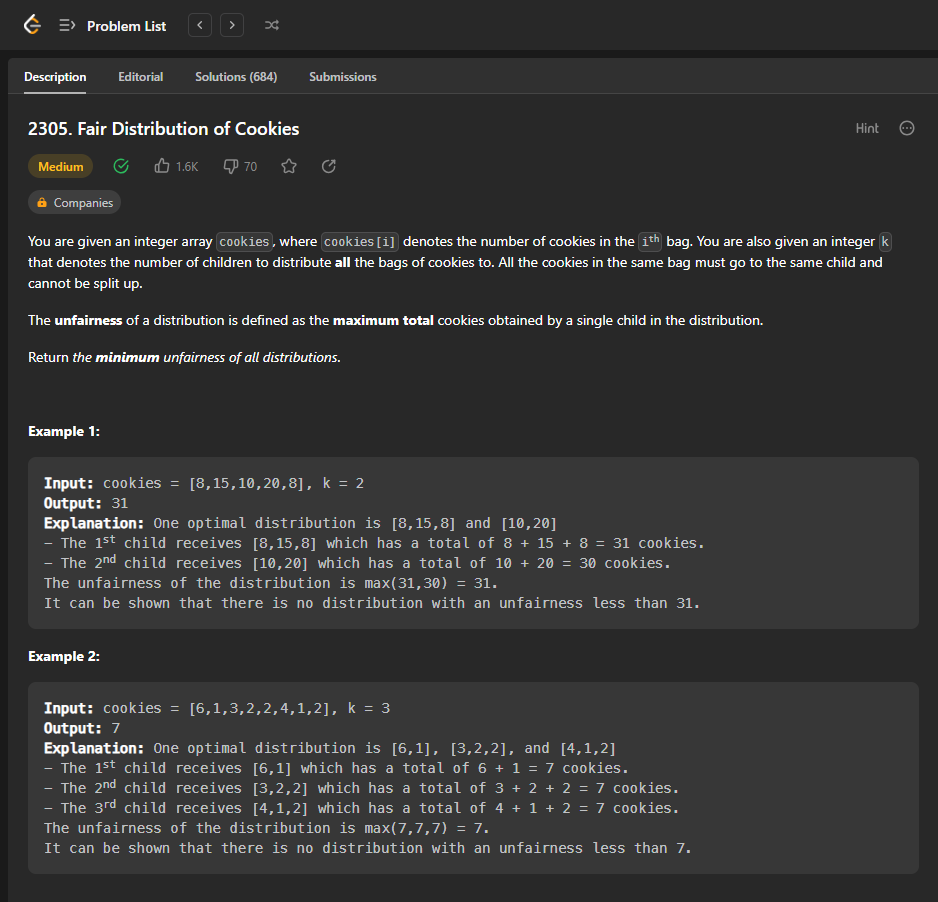 Problem List
Description Editorial Solutions (684) Submissions
2305. Fair Distribution of Cookies Hint
Medium 1.6K 70
Companies
You are given an integer array cookies, where cookies[i] denotes the number of cookies in the ith bag. You are also given an integer k
that denotes the number of children to distribute all the bags of cookies to. All the cookies in the same bag must go to the same child and
cannot be split up.
The unfairness of a distribution is defined as the maximum total cookies obtained by a single child in the distribution.
Return the minimum unfairness of all distributions.
Example 1:
Input: cookies = [8,15,10,20,8], k = 2
Output: 31
Explanation: One optimal distribution is [8,15,8] and [10,20]
- The 1st child receives [8,15,8] which has a total of 8 + 15 + 8 = 31 cookies.
- The 2nd child receives [10,20] which has a total of 10 + 20 = 30 cookies.
The unfairness of the distribution is max(31,30) = 31.
It can be shown that there is no distribution with an unfairness less than 31.
Example 2:
Input: cookies = [6,1,3,2,2,4,1,2], k = 3
Output: 7
Explanation: One optimal distribution is [6,1], [3,2,2], and [4,1,2]
- The 1st child receives [6,1] which has a total of 6 + 1 = 7 cookies.
- The 2nd child receives [3,2,2] which has a total of 3 + 2 + 2 = 7 cookies.
- The 3rd child receives [4,1,2] which has a total of 4 + 1 + 2 = 7 cookies.
The unfairness of the distribution is max(7,7,7) = 7.
It can be shown that there is no distribution with an unfairness less than 7.